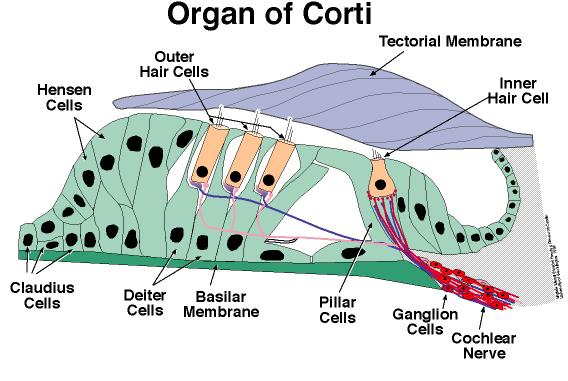 Organ of Corti
Tectorial Membrane
Outer
Hair Cells
Inner
Hair Cell
Hensen
Cells
Claudius
Cells
Deiter
Cells
Basilar
Membrane
Pillar
Cells
Ganglion
Cells
Cochlear
Nerve